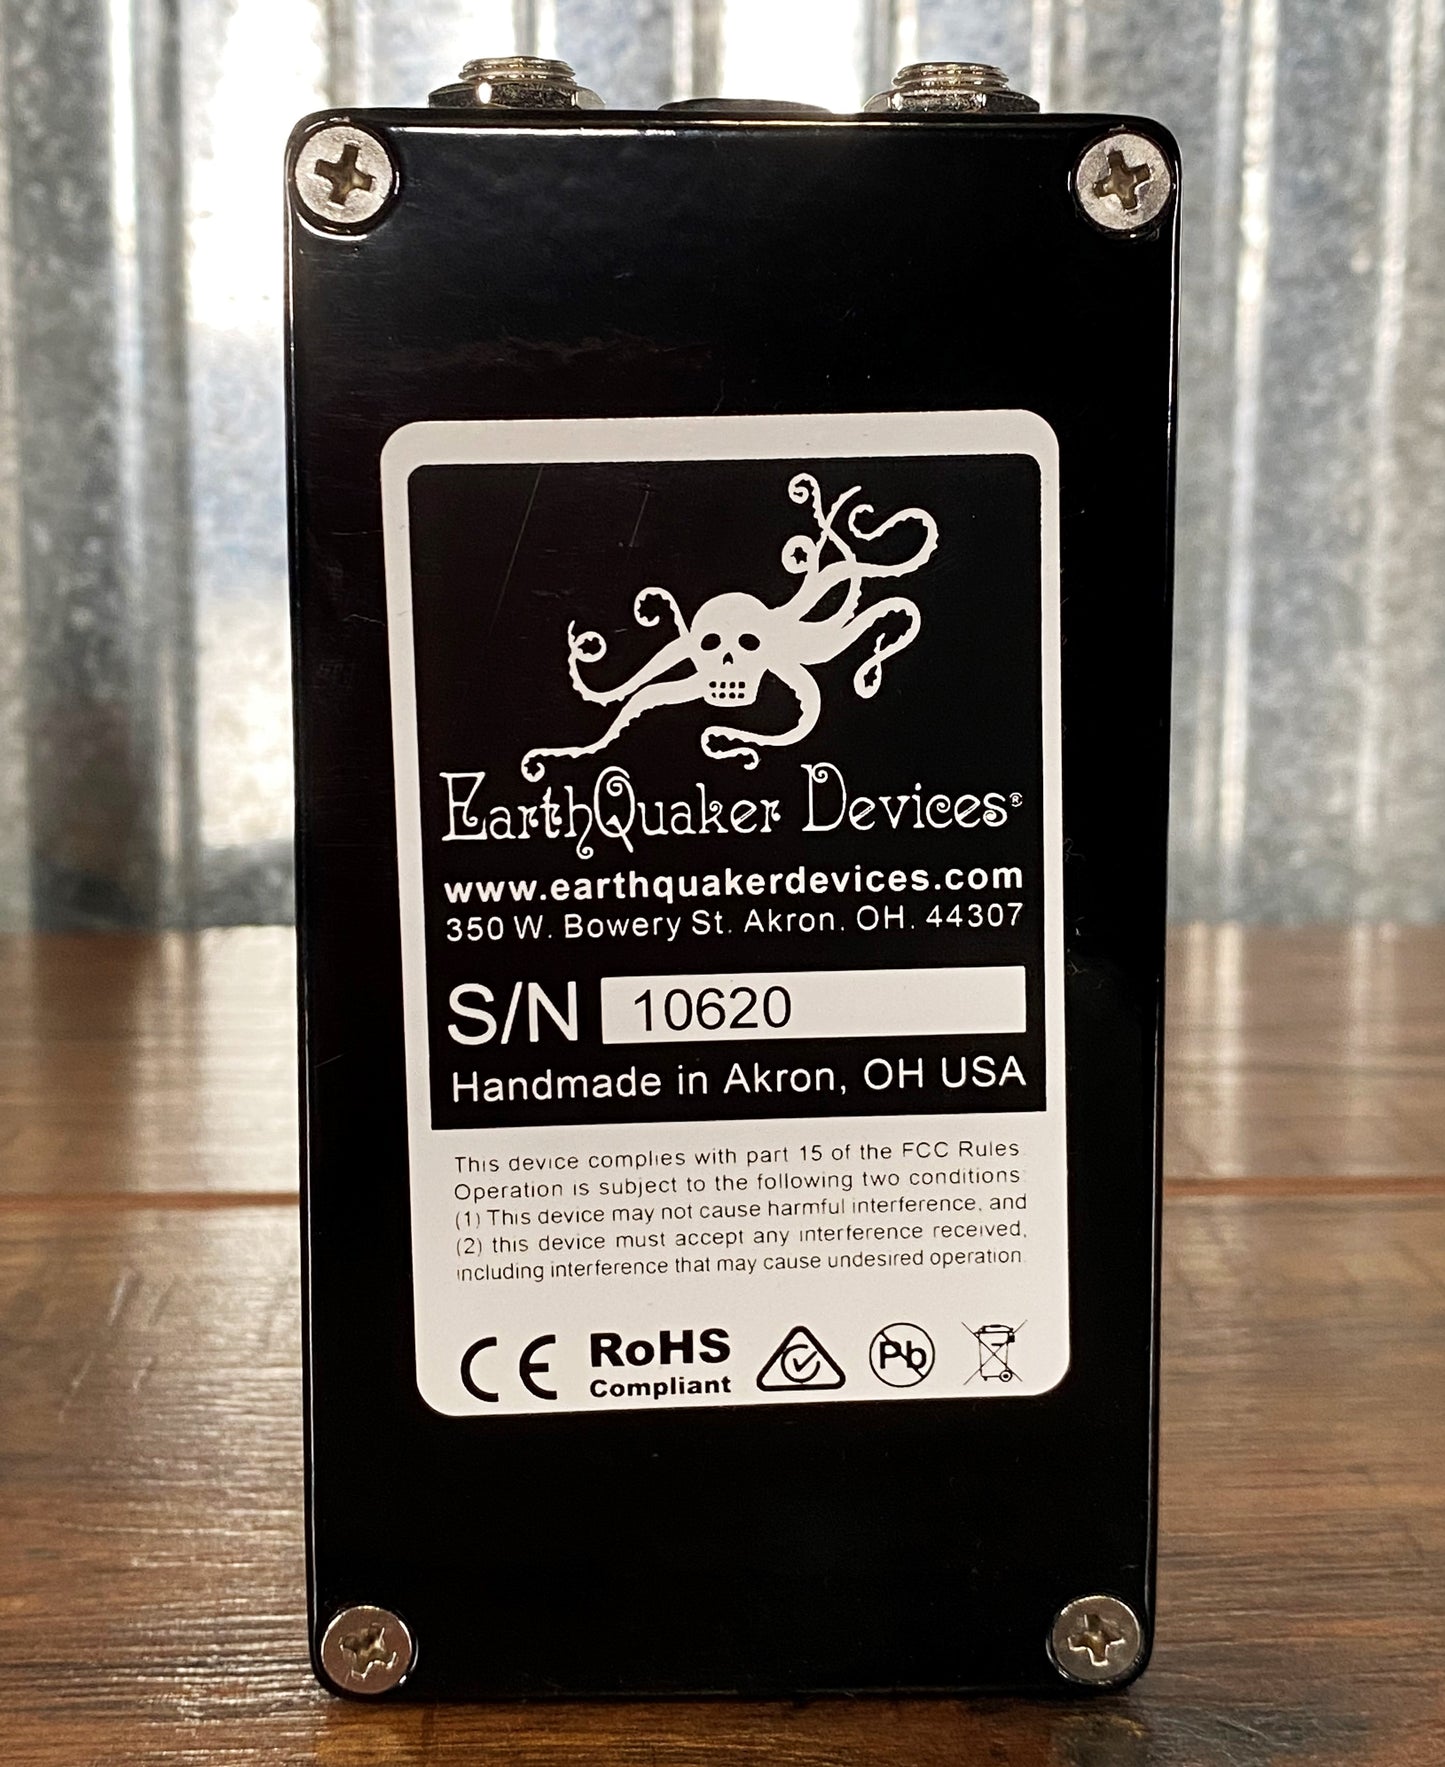 EarthQuaker Devices®
www.earthquakerdevices.com
350 W. Bowery St. Akron. OH. 44307
S/N 10620
Handmade in Akron, OH USA
This device complies with part 15 of the FCC Rules.
Operation is subject to the following two conditions:
(1) This device may not cause harmful interference, and
(2) this device must accept any interference received,
including interference that may cause undesired operation.
CE RoHS Pb
Compliant